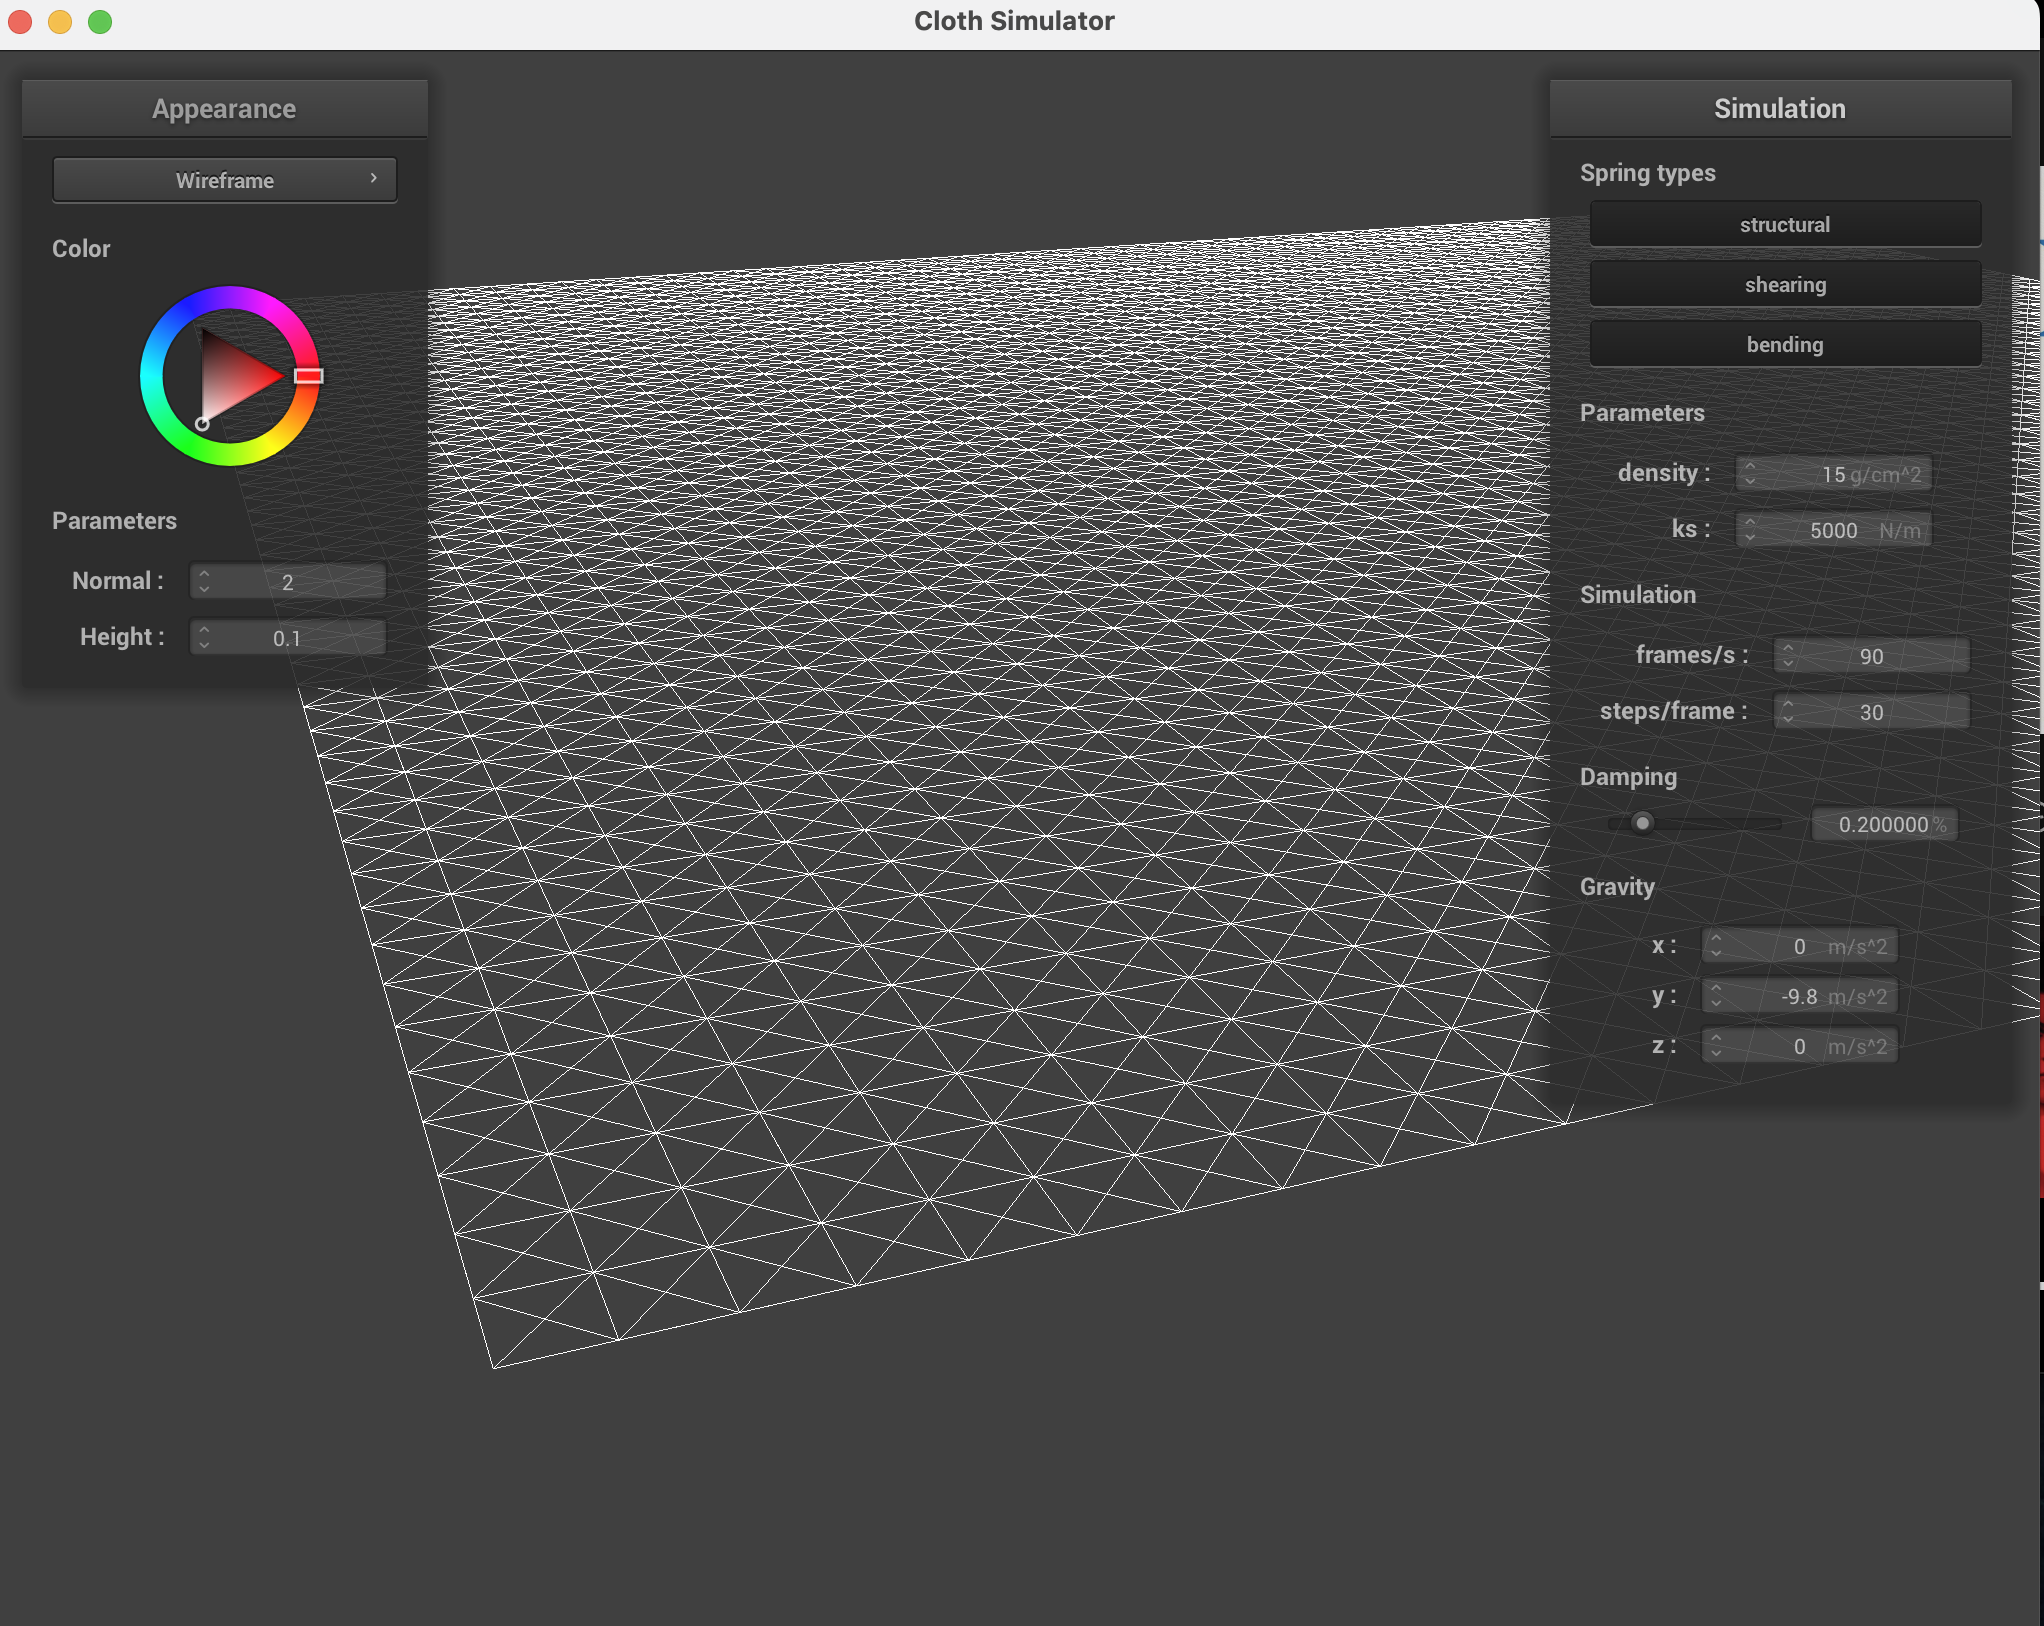 Cloth Simulator
Appearance
Wireframe
Color
Parameters
Normal : 2
Height : 0.1
Simulation
Spring types
structural
shearing
bending
Parameters
density : 15 g/cm^2
ks : 5000 N/m
Simulation
frames/s : 90
steps/frame : 30
Damping
0.200000 %
Gravity
x : 0 m/s^2
y : -9.8 m/s^2
z : 0 m/s^2